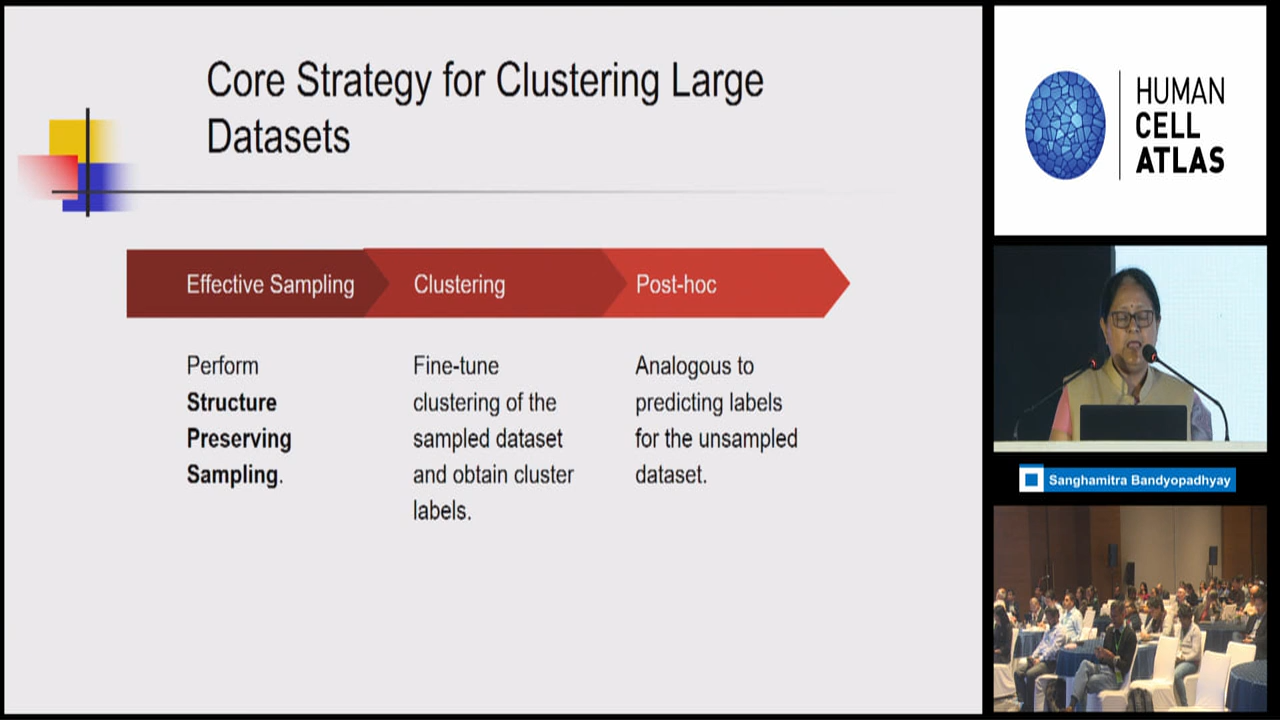 Core Strategy for Clustering Large
Datasets
Effective Sampling
Clustering
Post-hoc
Perform
Structure
Preserving
Sampling.
Fine-tune
clustering of the
sampled dataset
and obtain cluster
labels.
Analogous to
predicting labels
for the unsampled
dataset.
HUMAN
CELL
ATLAS
Sanghamitra Bandyopadhyay